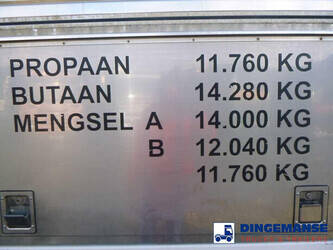 PROPAAN 11.760 KG
BUTAAN 14.280 KG
MENGSEL A 14.000 KG
B 12.040 KG
11.760 KG
DINGEMANSE